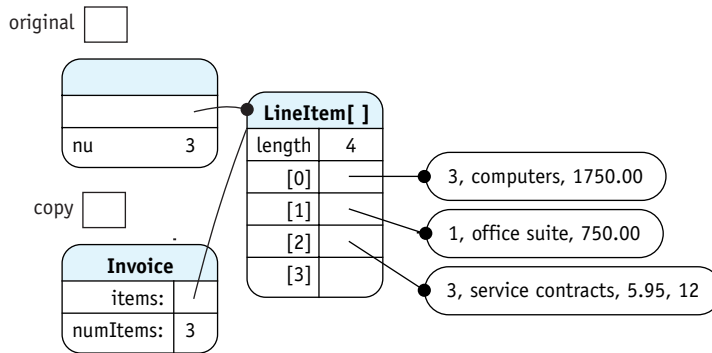 original
LineItem[ ]
nu 3
length 4
[0]
3, computers, 1750.00
[1]
copy
1, office suite, 750.00
[2]
Invoice
[3]
3, service contracts, 5.95, 12
items:
numItems: 3